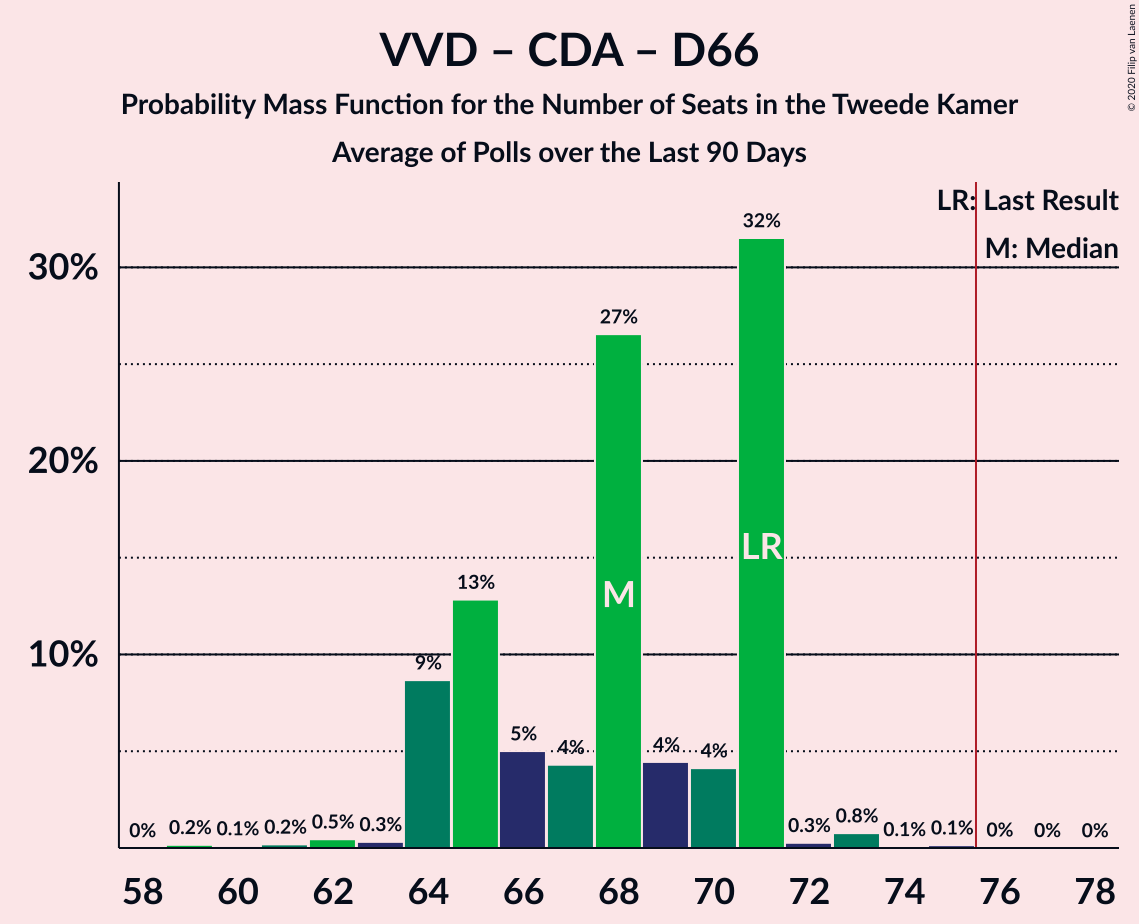 VVD – CDA – D66
Probability Mass Function for the Number of Seats in the Tweede Kamer
Average of Polls over the Last 90 Days
© 2020 Filip van Laenen
LR: Last Result
M: Median
30%
20%
10%
0%
0.2%
0.1%
0.2%
0.5%
0.3%
9%
13%
5%
4%
27%
4%
4%
32%
0.3%
0.8%
0.1%
0.1%
0%
0%
0%
M
LR
58 60 62 64 66 68 70 72 74 76 78